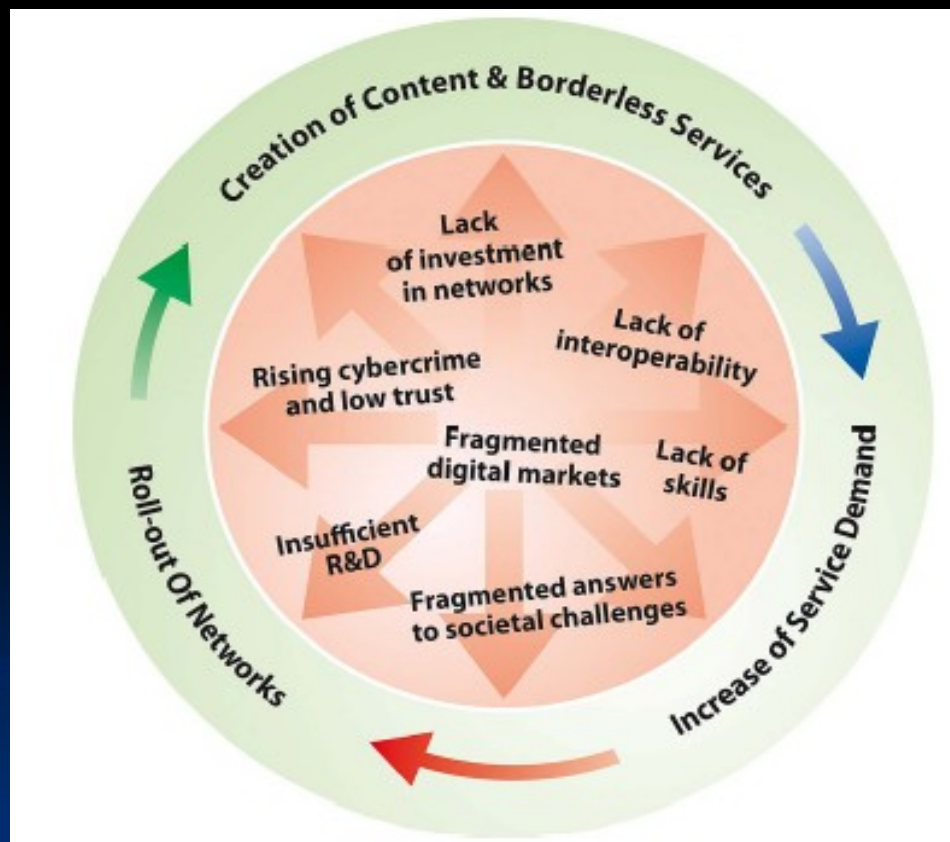 Creation of Content & Borderless Services
Lack
of investment
in networks
Lack of
interoperability
Rising cybercrime
and low trust
Fragmented
digital markets
Lack of
skills
Insufficient
R&D
Fragmented answers
to societal challenges
Increase of Service Demand
Roll-out Of Networks